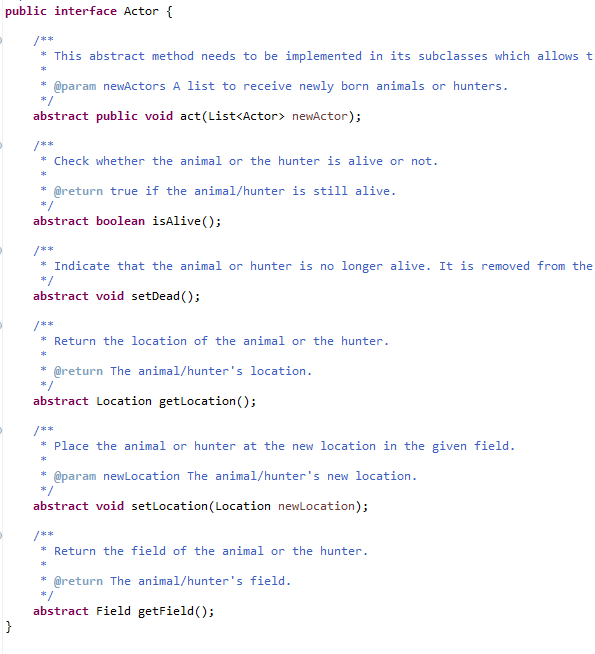 public interface Actor {
/**
* This abstract method needs to be implemented in its subclasses which allows t
*
* @param newActors A list to receive newly born animals or hunters.
*/
abstract public void act(List<Actor> newActor);
/**
* Check whether the animal or the hunter is alive or not.
*
* @return true if the animal/hunter is still alive.
*/
abstract boolean isAlive();
/**
* Indicate that the animal or hunter is no longer alive. It is removed from the
*/
abstract void setDead();
/**
* Return the location of the animal or the hunter.
*
* @return The animal/hunter's location.
*/
abstract Location getLocation();
/**
* Place the animal or hunter at the new location in the given field.
*
* @param newLocation The animal/hunter's new location.
*/
abstract void setLocation(Location newLocation);
/**
* Return the field of the animal or the hunter.
*
* @return The animal/hunter's field.
*/
abstract Field getField();
}